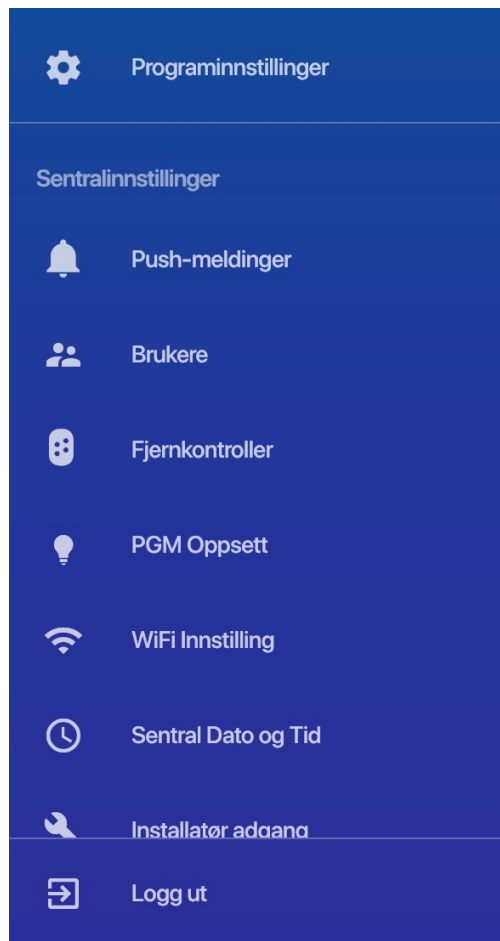 Programinnstillinger
Sentralinnstillinger
Push-meldinger
Brukere
Fjernkontroller
PGM Oppsett
WiFi Innstilling
Sentral Dato og Tid
Installatør adgang
Logg ut